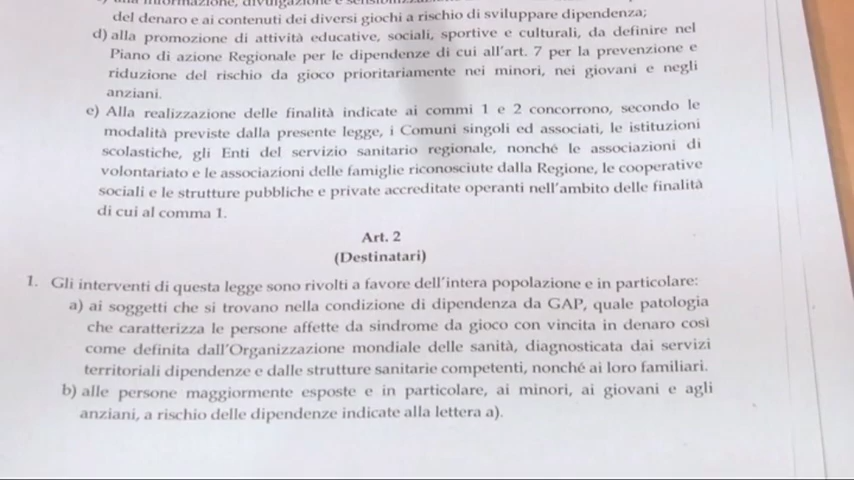 alla informazione, divulgazione e sensibilizzazione
del denaro e ai contenuti dei diversi giochi a rischio di sviluppare dipendenza;
d) alla promozione di attività educative, sociali, sportive e culturali, da definire nel
Piano di azione Regionale per le dipendenze di cui all'art. 7 per la prevenzione e
riduzione del rischio da gioco prioritariamente nei minori, nei giovani e negli
anziani.
e) Alla realizzazione delle finalità indicate ai commi 1 e 2 concorrono, secondo le
modalità previste dalla presente legge, i Comuni singoli ed associati, le istituzioni
scolastiche, gli Enti del servizio sanitario regionale, nonché le associazioni di
volontariato e le associazioni delle famiglie riconosciute dalla Regione, le cooperative
sociali e le strutture pubbliche e private accreditate operanti nell'ambito delle finalità
di cui al comma 1.
Art. 2
(Destinatari)
1. Gli interventi di questa legge sono rivolti a favore dell'intera popolazione e in particolare:
a) ai soggetti che si trovano nella condizione di dipendenza da GAP, quale patologia
che caratterizza le persone affette da sindrome da gioco con vincita in denaro così
come definita dall'Organizzazione mondiale delle sanità, diagnosticata dai servizi
territoriali dipendenze e dalle strutture sanitarie competenti, nonché ai loro familiari.
b) alle persone maggiormente esposte e in particolare, ai minori, ai giovani e agli
anziani, a rischio delle dipendenze indicate alla lettera a).